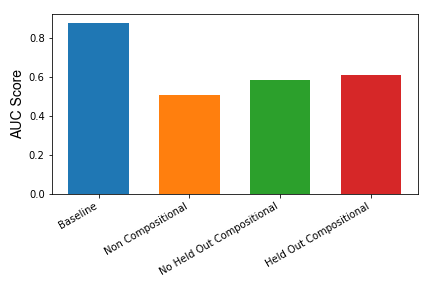 AUC Score
0.8
0.6
0.4
0.2
0.0
Baseline
Non Compositional
No Held Out Compositional
Held Out Compositional